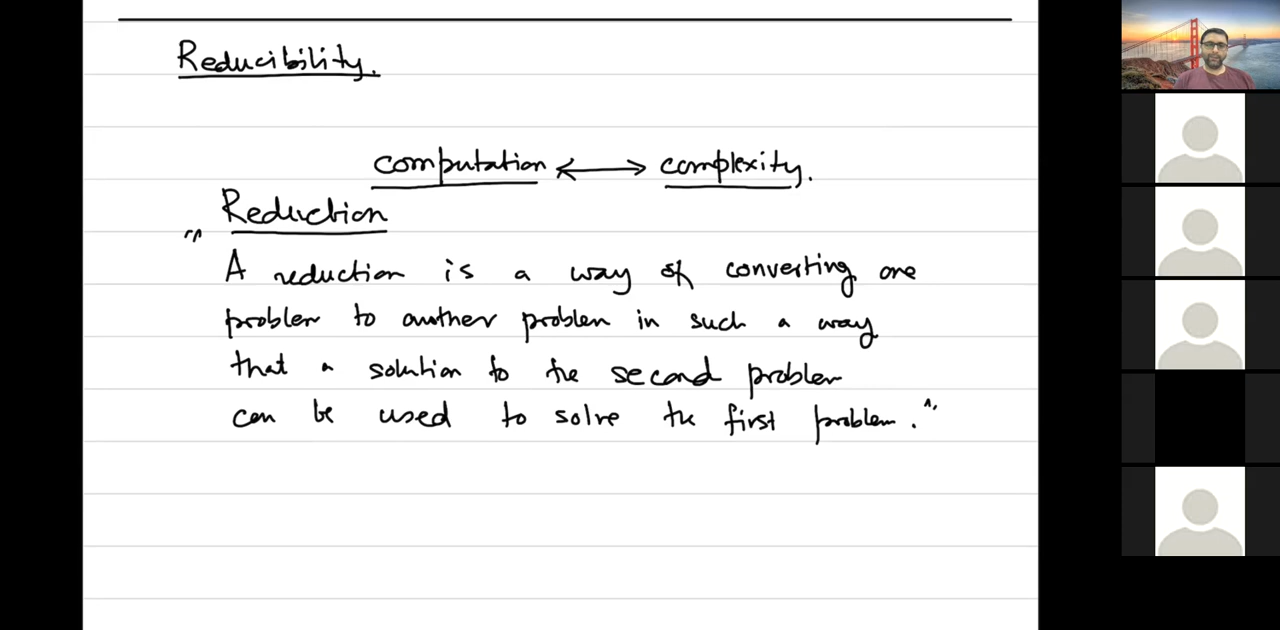 Reducibility.
computation ⟷ complexity.
Reduction
" A reduction is a way of converting one
problem to another problem in such a way
that a solution to the second problem
can be used to solve the first problem."